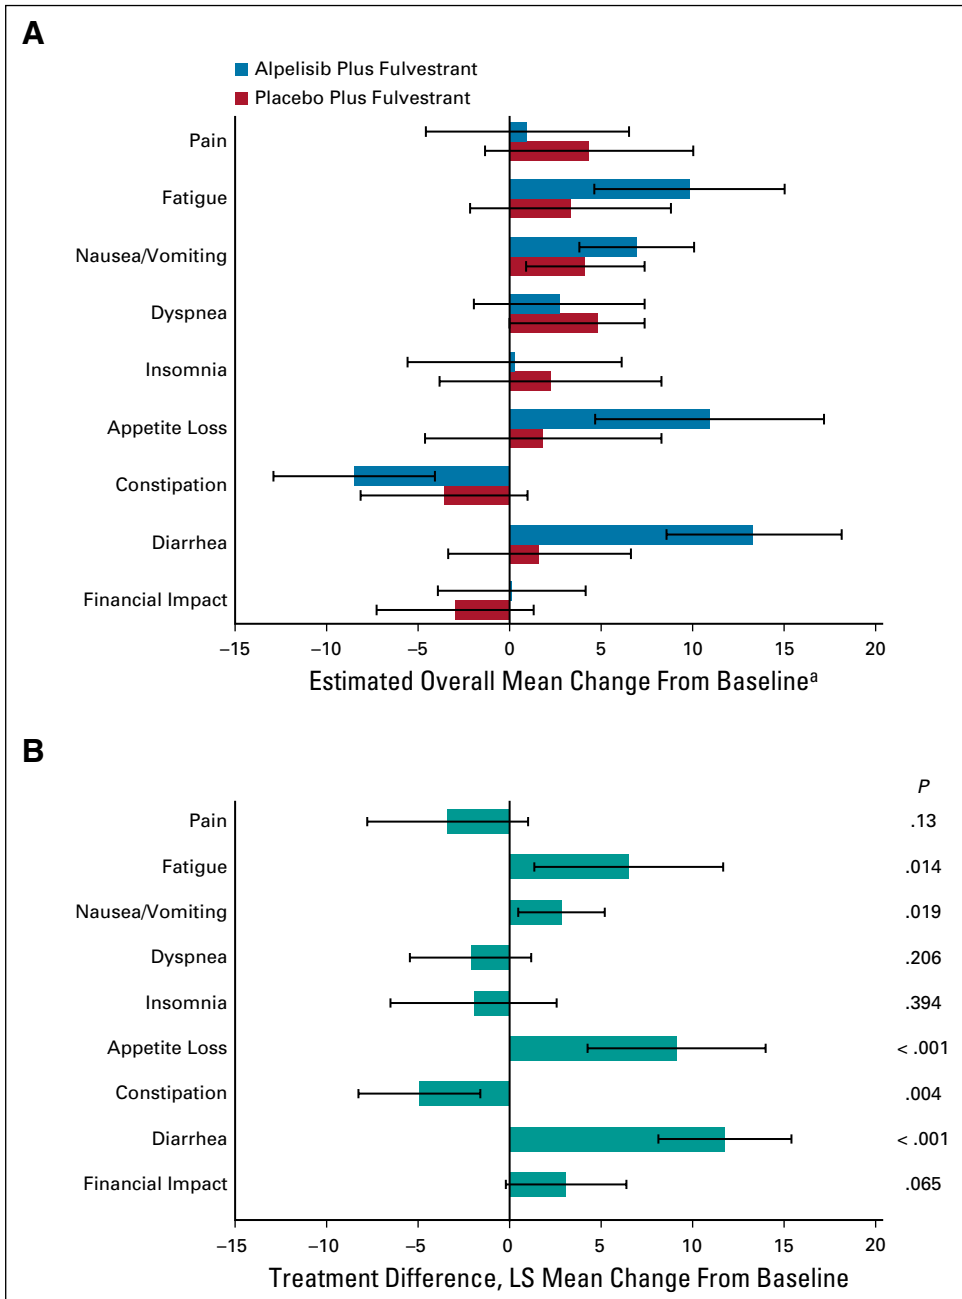 A
Alpelisib Plus Fulvestrant
Placebo Plus Fulvestrant
Pain
Fatigue
Nausea/Vomiting
Dyspnea
Insomnia
Appetite Loss
Constipation
Diarrhea
Financial Impact
−15 −10 −5 0 5 10 15 20
Estimated Overall Mean Change From Baselineᵃ
B
P
Pain .13
Fatigue .014
Nausea/Vomiting .019
Dyspnea .206
Insomnia .394
Appetite Loss < .001
Constipation .004
Diarrhea < .001
Financial Impact .065
−15 −10 −5 0 5 10 15 20
Treatment Difference, LS Mean Change From Baseline